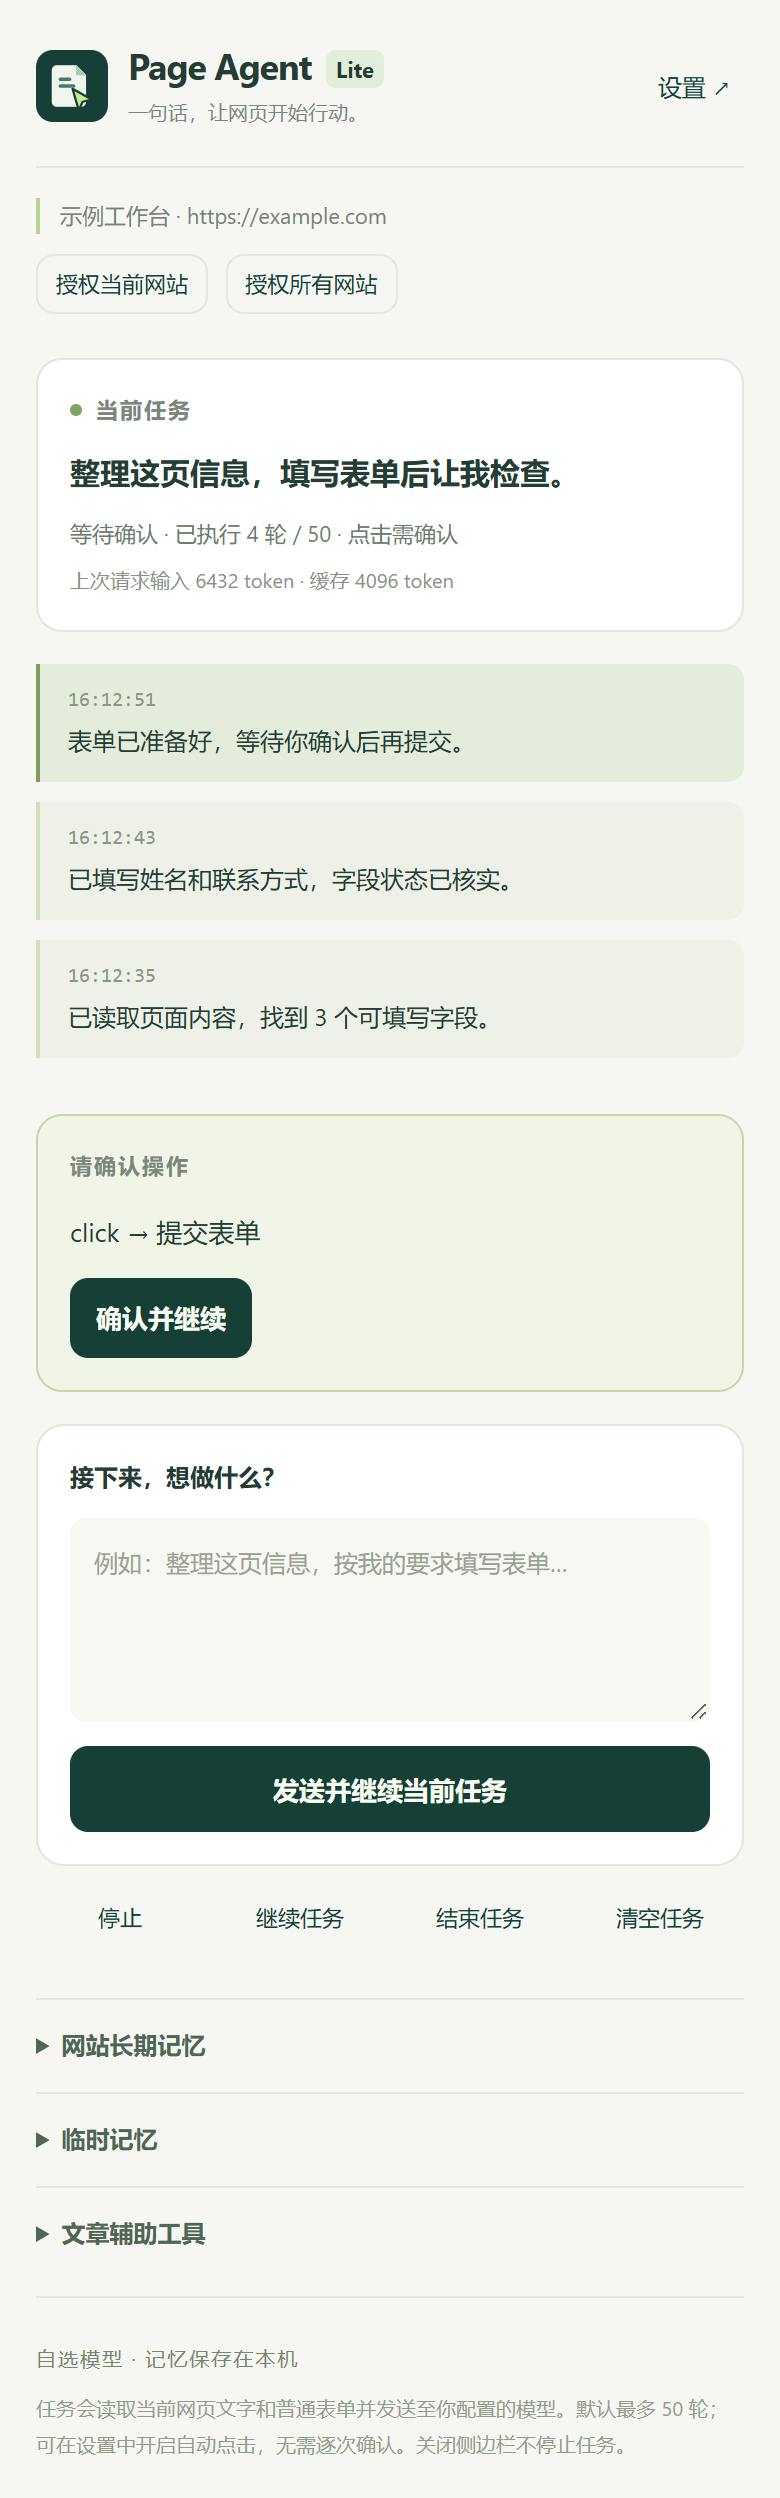 Page Agent Lite
一句话，让网页开始行动。
设置 ↗
示例工作台 · https://example.com
授权当前网站 授权所有网站
当前任务
整理这页信息，填写表单后让我检查。
等待确认 · 已执行 4 轮 / 50 · 点击需确认
上次请求输入 6432 token · 缓存 4096 token
16:12:51
表单已准备好，等待你确认后再提交。
16:12:43
已填写姓名和联系方式，字段状态已核实。
16:12:35
已读取页面内容，找到 3 个可填写字段。
请确认操作
click → 提交表单
确认并继续
接下来，想做什么？
例如：整理这页信息，按我的要求填写表单...
发送并继续当前任务
停止 继续任务 结束任务 清空任务
网站长期记忆
临时记忆
文章辅助工具
自选模型 · 记忆保存在本机
任务会读取当前网页文字和普通表单并发送至你配置的模型。默认最多 50 轮；
可在设置中开启自动点击，无需逐次确认。关闭侧边栏不停止任务。